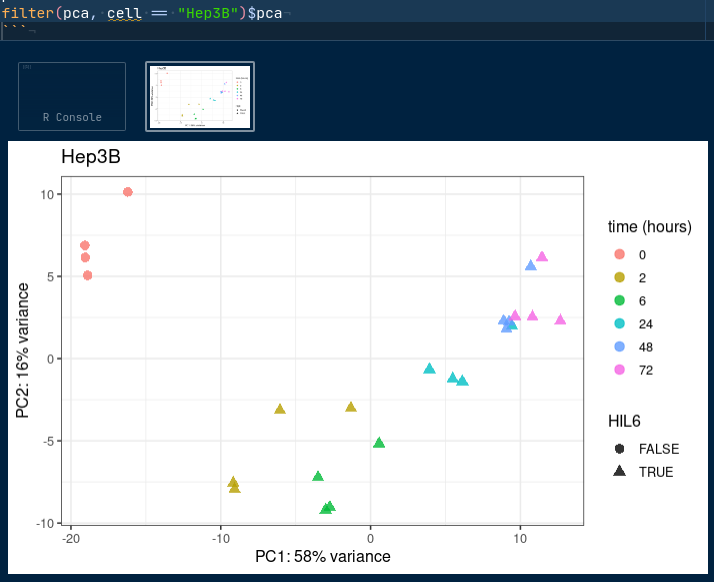 filter(pca, cell == "Hep3B")$pca
```
R Console
Hep3B
10
5
0
-5
-10
-20
-10
0
10
PC1: 58% variance
PC2: 16% variance
time (hours)
0
2
6
24
48
72
HIL6
FALSE
TRUE